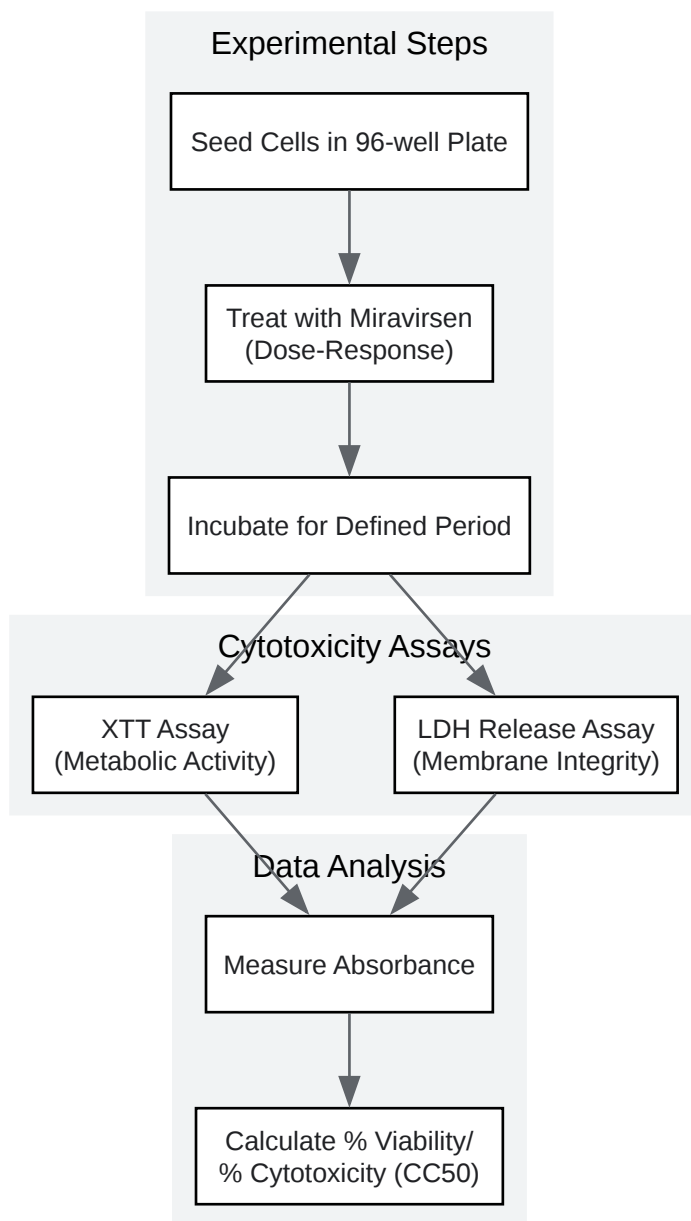 Experimental Steps
Seed Cells in 96-well Plate
Treat with Miravirsen
(Dose-Response)
Incubate for Defined Period
Cytotoxicity Assays
XTT Assay
(Metabolic Activity)
LDH Release Assay
(Membrane Integrity)
Data Analysis
Measure Absorbance
Calculate % Viability/
% Cytotoxicity (CC50)